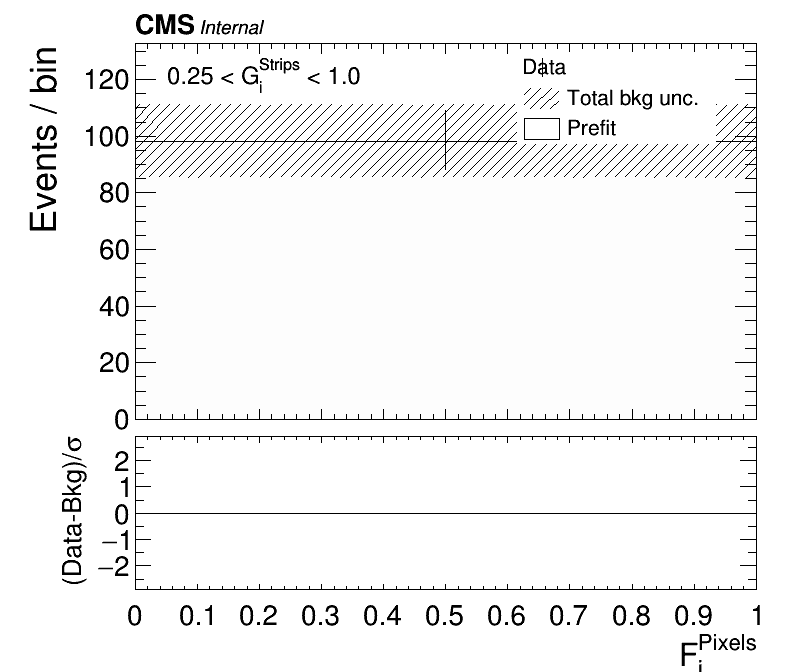 CMS Internal
Events / bin
0.25 < G_i^Strips < 1.0
Data
Total bkg unc.
Prefit
120
100
80
60
40
20
0
(Data-Bkg)/σ
2
1
0
−1
−2
0 0.1 0.2 0.3 0.4 0.5 0.6 0.7 0.8 0.9 1
F_i^Pixels